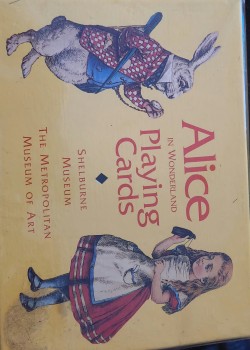 Alice
IN WONDERLAND
Playing
Cards
SHELBURNE
MUSEUM
THE METROPOLITAN
MUSEUM OF ART